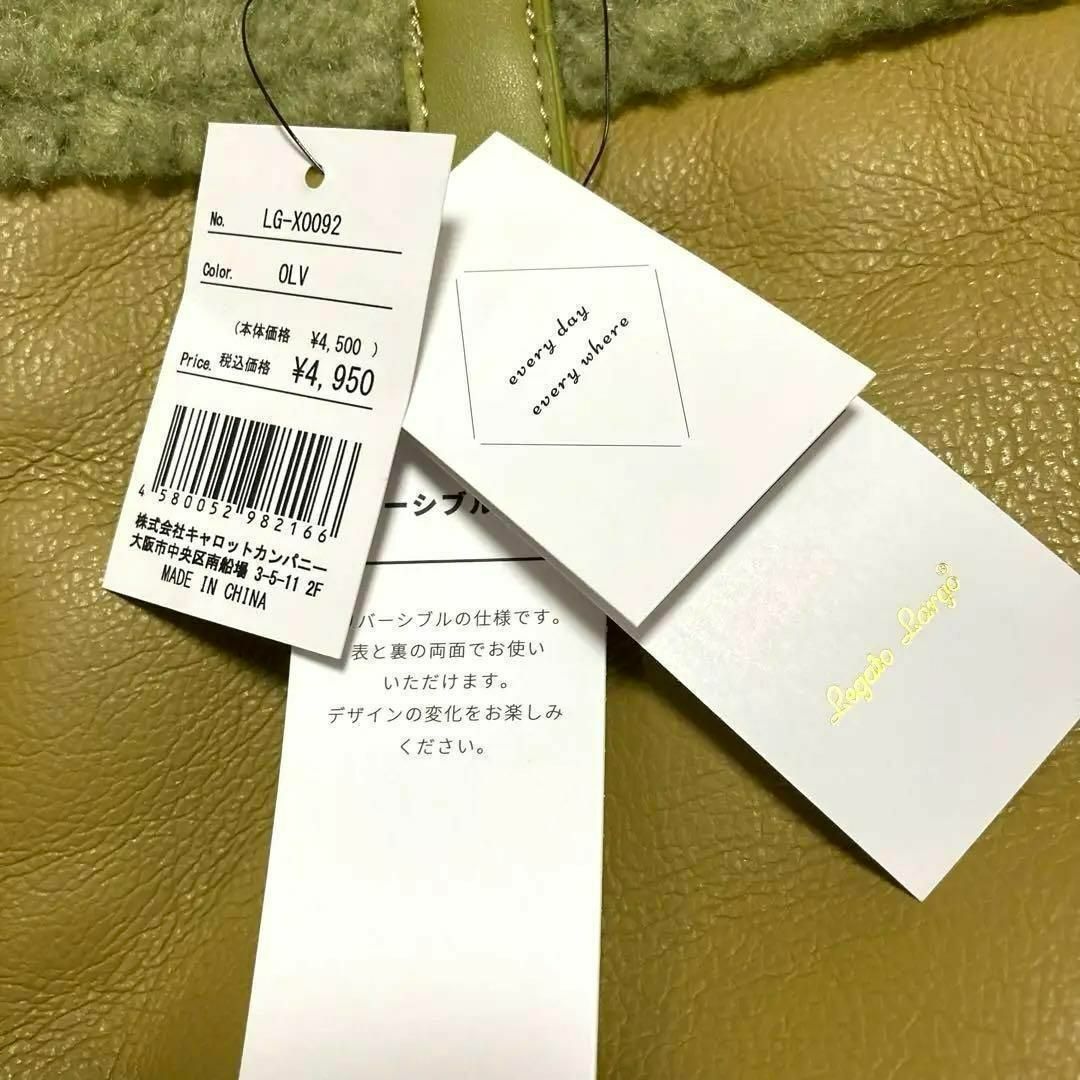 No. LG-X0092
Color. OLV
(本体価格 ¥4,500 )
Price. 税込価格 ¥4,950
4 580052 982166
株式会社キャロットカンパニー
大阪市中央区南船場 3-5-11 2F
MADE IN CHINA
every day
every where
ーシブル
バーシブルの仕様です。
表と裏の両面でお使い
いただけます。
デザインの変化をお楽しみ
ください。
Legato Largo®